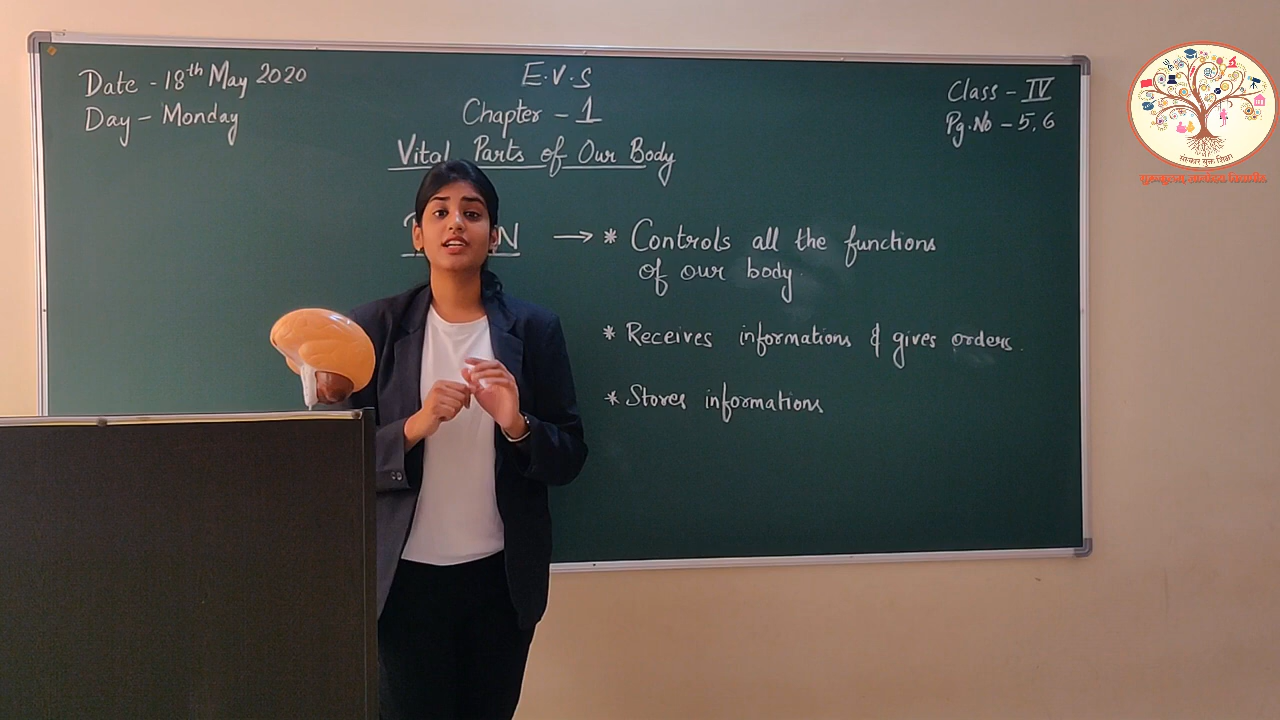 Date - 18th May 2020
Day - Monday
E.V.S
Chapter - 1
Vital Parts of Our Body
Class - IV
Pg.No - 5, 6
→ * Controls all the functions
of our body.
* Receives informations & gives orders.
* Stores informations
संस्कार युक्त शिक्षा